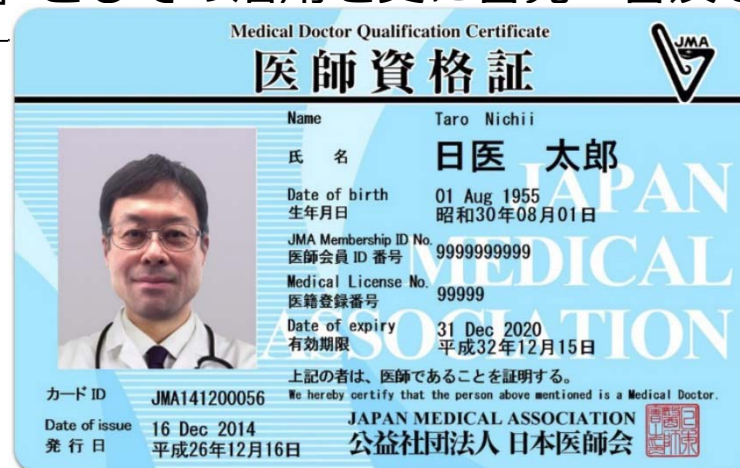 Medical Doctor Qualification Certificate
医師資格証
JMA
Name Taro Nichii
氏 名 日医 太郎
Date of birth 01 Aug 1955
生年月日 昭和30年08月01日
JMA Membership ID No.
医師会員 ID 番号 9999999999
Medical License No.
医籍登録番号 99999
Date of expiry 31 Dec 2020
有効期限 平成32年12月15日
上記の者は、医師であることを証明する。
We hereby certify that the person above mentioned is a Medical Doctor.
カード ID JMA141200056
Date of issue 16 Dec 2014
発 行 日 平成26年12月16日
JAPAN MEDICAL ASSOCIATION
公益社団法人 日本医師会
JAPAN
MEDICAL
ASSOCIATION